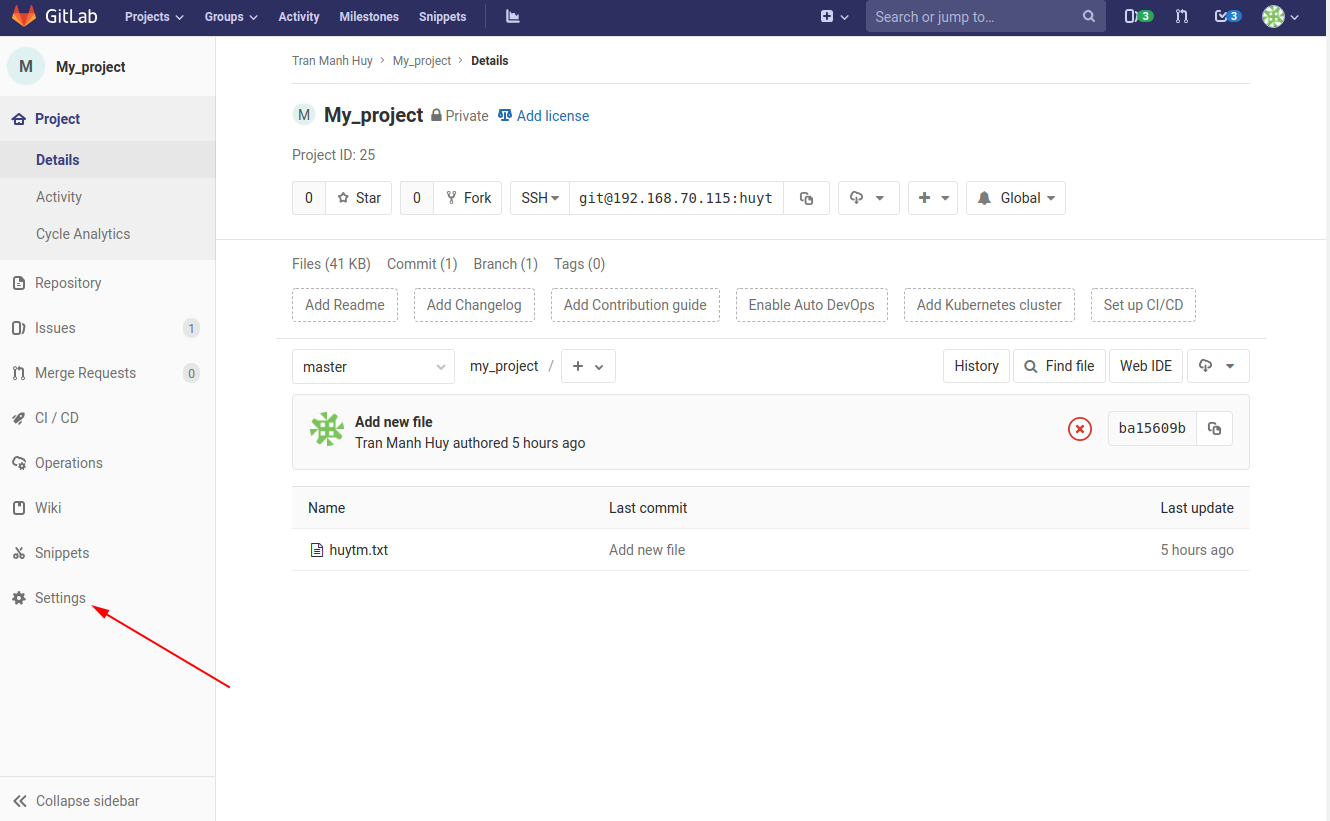 GitLab Projects Groups Activity Milestones Snippets Search or jump to... 3 3
M My_project
Project
Details
Activity
Cycle Analytics
Repository
Issues 1
Merge Requests 0
CI / CD
Operations
Wiki
Snippets
Settings
Collapse sidebar
Tran Manh Huy > My_project > Details
M My_project Private Add license
Project ID: 25
0 Star 0 Fork SSH git@192.168.70.115:huyt Global
Files (41 KB) Commit (1) Branch (1) Tags (0)
Add Readme Add Changelog Add Contribution guide Enable Auto DevOps Add Kubernetes cluster Set up CI/CD
master my_project / + History Find file Web IDE
Add new file
Tran Manh Huy authored 5 hours ago
ba15609b
Name Last commit Last update
huytm.txt Add new file 5 hours ago